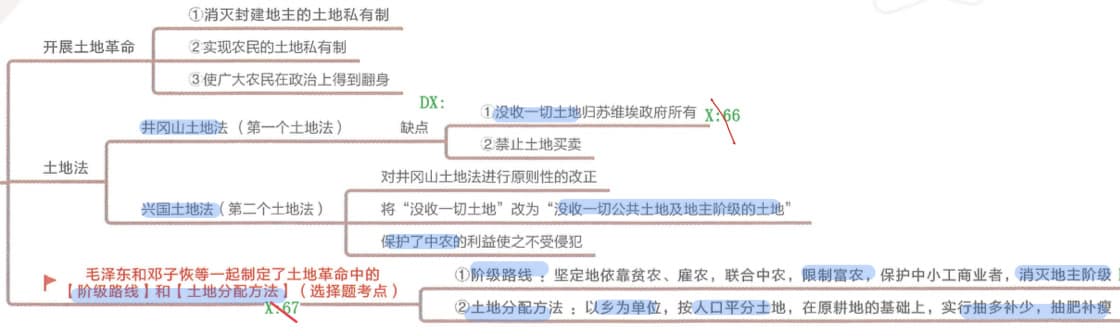 ①消灭封建地主的土地私有制
开展土地革命
②实现农民的土地私有制
③使广大农民在政治上得到翻身
DX:
①没收一切土地归苏维埃政府所有
X:66
井冈山土地法(第一个土地法)
缺点
②禁止土地买卖
土地法
对井冈山土地法进行原则性的改正
兴国土地法(第二个土地法)
将“没收一切土地”改为“没收一切公共土地及地主阶级的土地”
保护了中农的利益使之不受侵犯
毛泽东和邓子恢等一起制定了土地革命中的
【阶级路线】和【土地分配方法】(选择题考点)
X:67
①阶级路线：坚定地依靠贫农、雇农，联合中农，限制富农，保护中小工商业者，消灭地主阶级
②土地分配方法：以乡为单位，按人口平分土地，在原耕地的基础上，实行抽多补少，抽肥补瘦